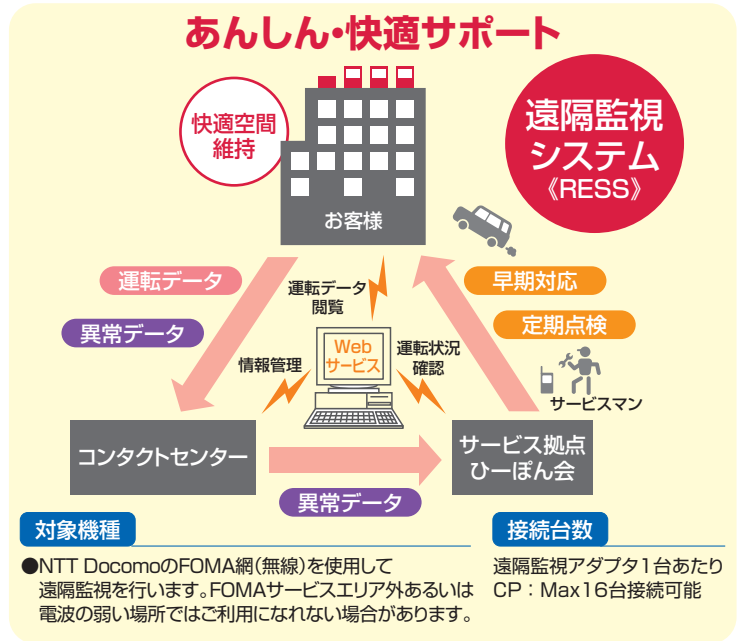 あんしん・快適サポート
快適空間
維持
遠隔監視
システム
《RESS》
お客様
運転データ
異常データ
運転データ
閲覧
早期対応
定期点検
Web
サービス
情報管理
運転状況
確認
サービスマン
コンタクトセンター
サービス拠点
ひーぽん会
異常データ
対象機種
●NTT DocomoのFOMA網(無線)を使用して
遠隔監視を行います。FOMAサービスエリア外あるいは
電波の弱い場所ではご利用になれない場合があります。
接続台数
遠隔監視アダプタ1台あたり
CP：Max16台接続可能